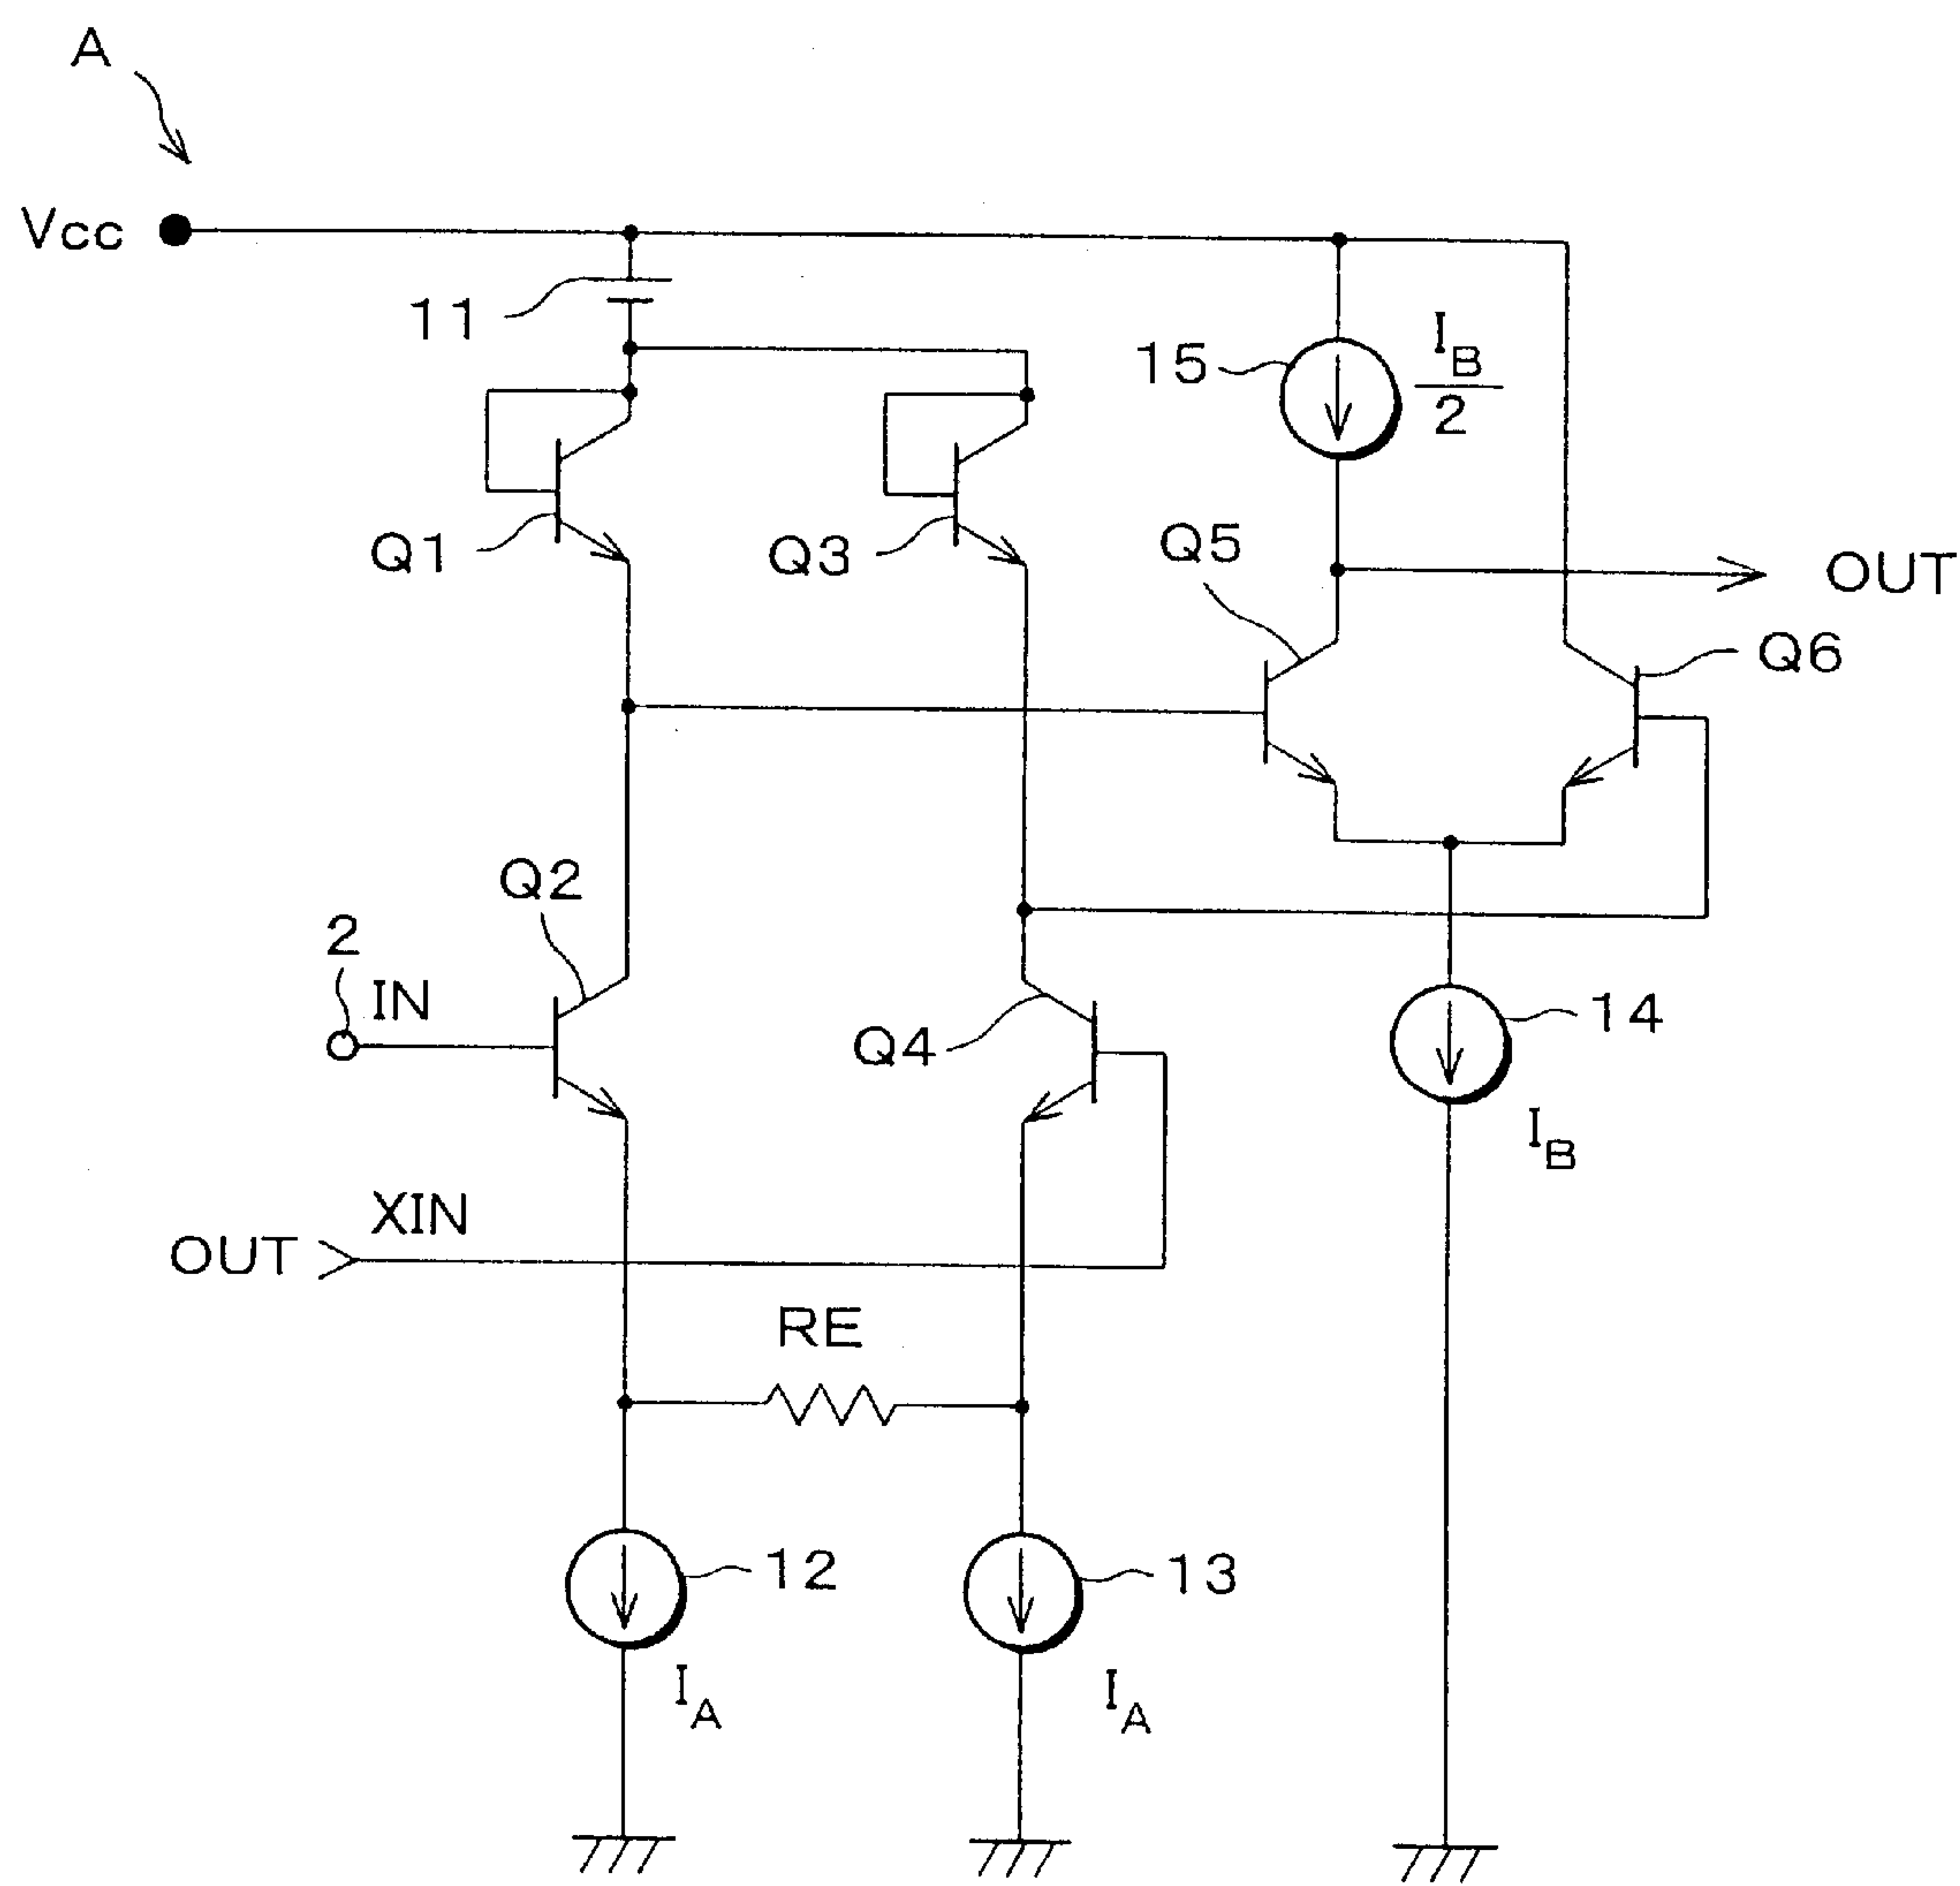 A
Vcc
11
15
I_B
2
Q1
Q3
Q5
OUT
Q6
Q2
2
IN
Q4
14
I_B
XIN
OUT
RE
12
13
I_A
I_A